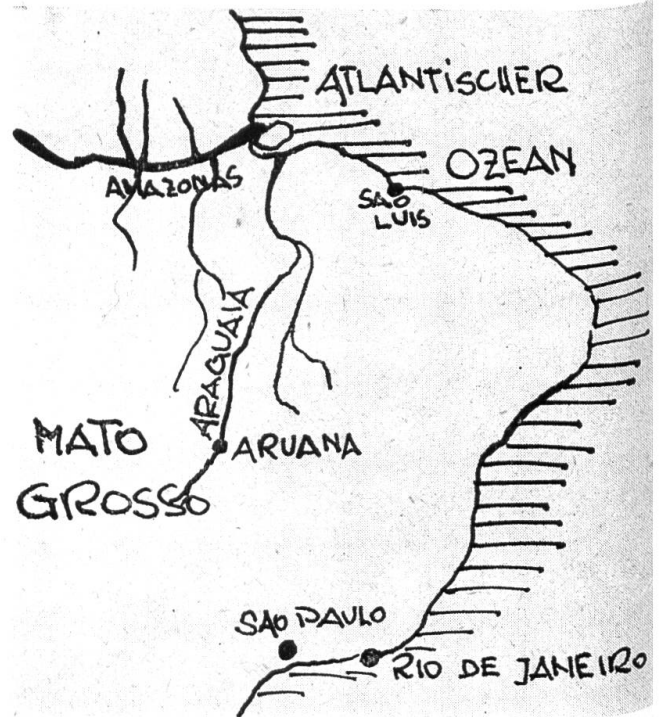 ATLANTISCHER
OZEAN
AMAZONAS
SAO
LUIS
ARAGUAIA
MATO
GROSSO
ARUANA
SAO PAULO
RIO DE JANEIRO